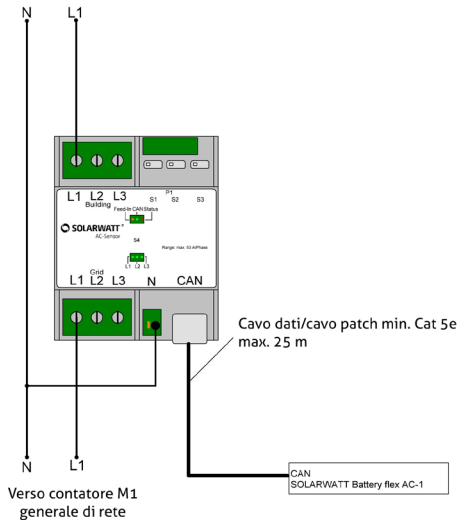 N L1
L1 L2 L3
Building
P1
S1 S2 S3
Feed-In CAN Status
SOLARWATT®
AC-Sensor
S4
Range: max. 63 A/Phase
L1 L2 L3
Grid
L1 L2 L3 N CAN
Cavo dati/cavo patch min. Cat 5e
max. 25 m
N L1
Verso contatore M1
generale di rete
CAN
SOLARWATT Battery flex AC-1